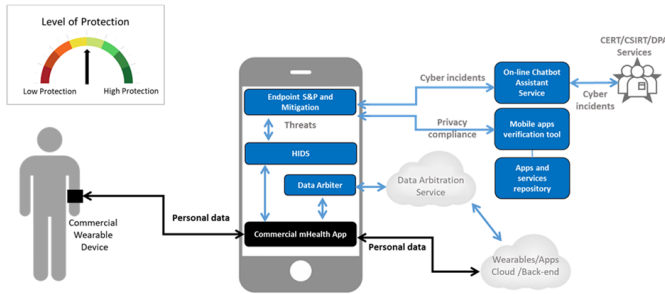 Level of Protection
Low Protection
High Protection
Commercial
Wearable
Device
Personal data
Endpoint S&P and
Mitigation
Threats
HIDS
Data Arbiter
Commercial mHealth App
Personal data
Cyber incidents
Privacy
compliance
On-line Chatbot
Assistant
Service
Mobile apps
verification tool
Apps and
services
repository
CERT/CSIRT/DPA
Services
Cyber
incidents
Data Arbitration
Service
Wearables/Apps
Cloud /Back-end